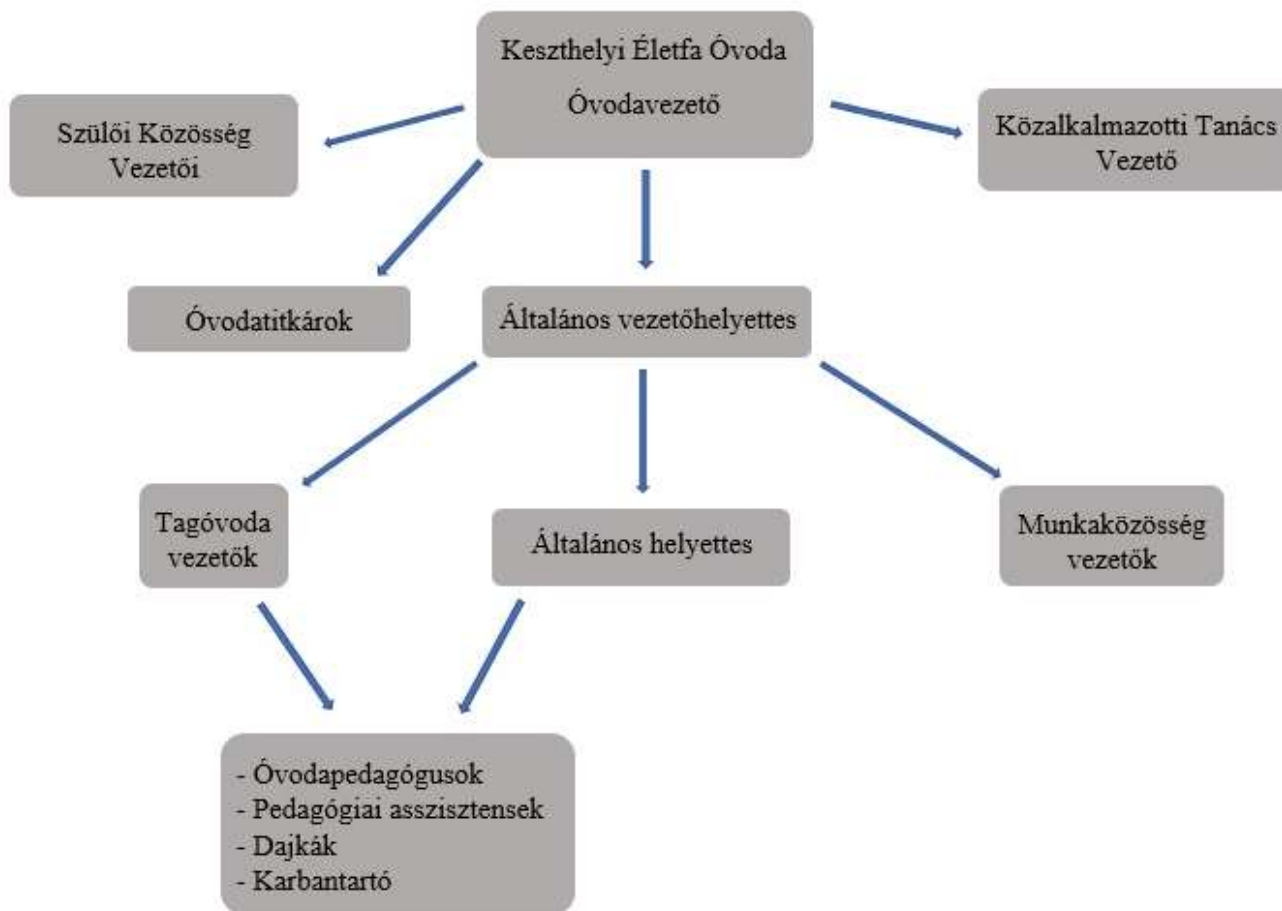 Keszthelyi Életfa Óvoda
Óvodavezető
Szülői Közösség
Vezetői
Közalkalmazotti Tanács
Vezető
Óvodatitkárok
Általános vezetőhelyettes
Tagóvoda
vezetők
Általános helyettes
Munkaközösség
vezetők
- Óvodapedagógusok
- Pedagógiai asszisztensek
- Dajkák
- Karbantartó